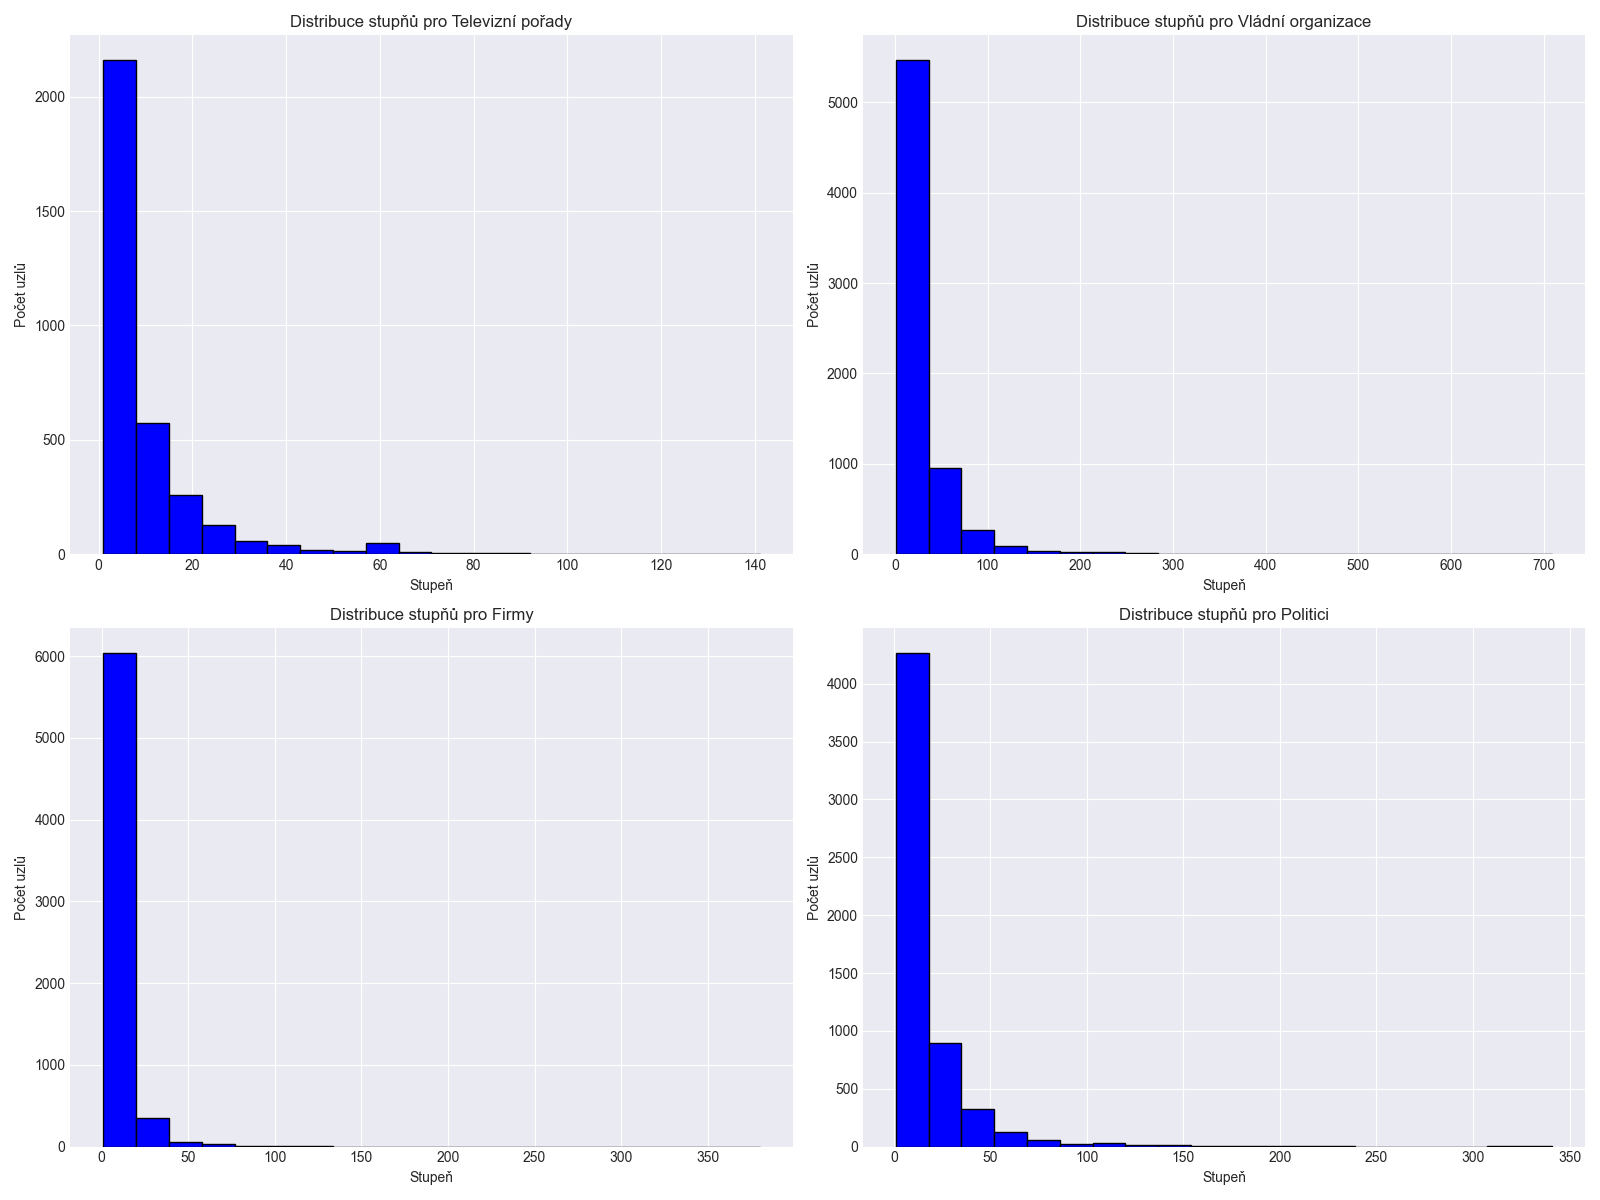 Distribuce stupňů pro Televizní pořady
Počet uzlů
2000
1500
1000
500
0
0 20 40 60 80 100 120 140
Stupeň
Distribuce stupňů pro Vládní organizace
Počet uzlů
5000
4000
3000
2000
1000
0
0 100 200 300 400 500 600 700
Stupeň
Distribuce stupňů pro Firmy
Počet uzlů
6000
5000
4000
3000
2000
1000
0
0 50 100 150 200 250 300 350
Stupeň
Distribuce stupňů pro Politici
Počet uzlů
4000
3500
3000
2500
2000
1500
1000
500
0
0 50 100 150 200 250 300 350
Stupeň